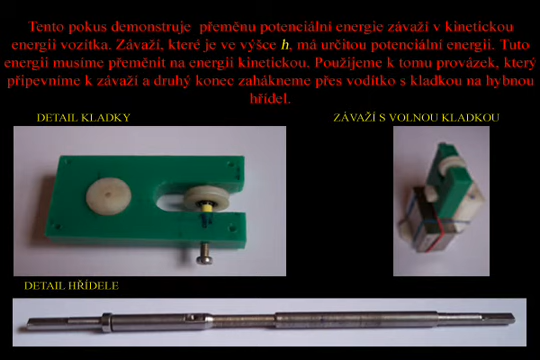 Tento pokus demonstruje přeměnu potenciální energie závaží v kinetickou
energii vozítka. Závaží, které je ve výšce h, má určitou potenciální energii. Tuto
energii musíme přeměnit na energii kinetickou. Použijeme k tomu provázek, který
připevníme k závaží a druhý konec zahákneme přes vodítko s kladkou na hybnou
hřídel.
DETAIL KLADKY
ZÁVAŽÍ S VOLNOU KLADKOU
DETAIL HŘÍDELE